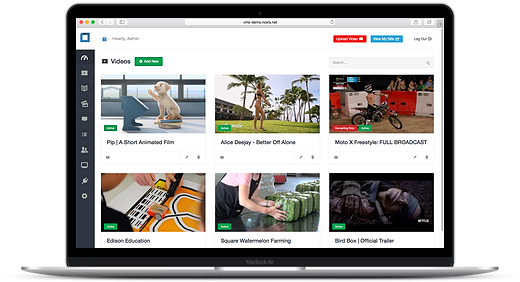 vms-demo.noxls.net
Howdy, Admin
Upload Video
View My Site
Log Out
Videos
Add New
Search...
Active
Active
Converting Error
Active
Pip | A Short Animated Film
Alice Deejay - Better Off Alone
Moto X Freestyle: FULL BROADCAST
Active
Active
Active
NETFLIX
Edison Education
Square Watermelon Farming
Bird Box | Official Trailer
MacBook Air